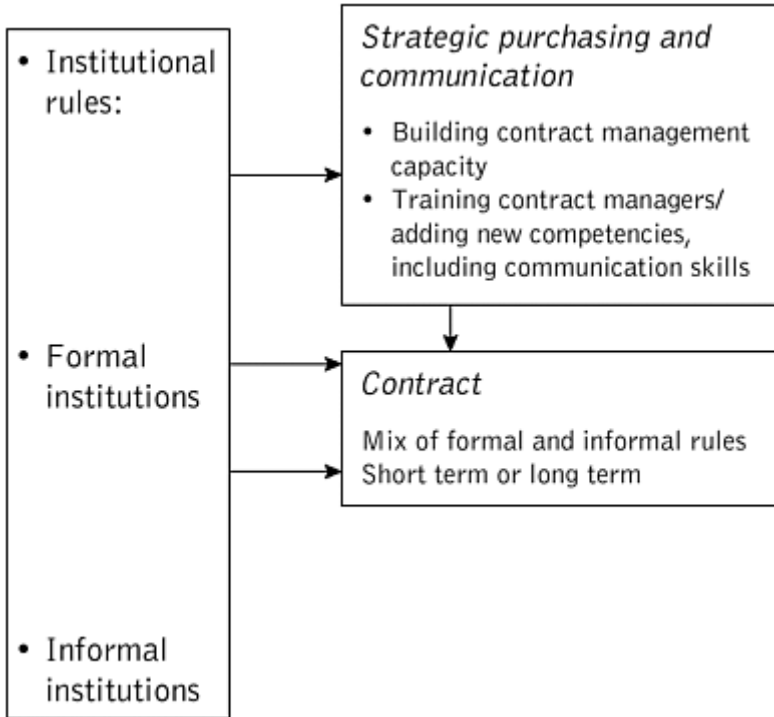 • Institutional
rules:
• Formal
institutions
• Informal
institutions
Strategic purchasing and
communication
• Building contract management
capacity
• Training contract managers/
adding new competencies,
including communication skills
Contract
Mix of formal and informal rules
Short term or long term